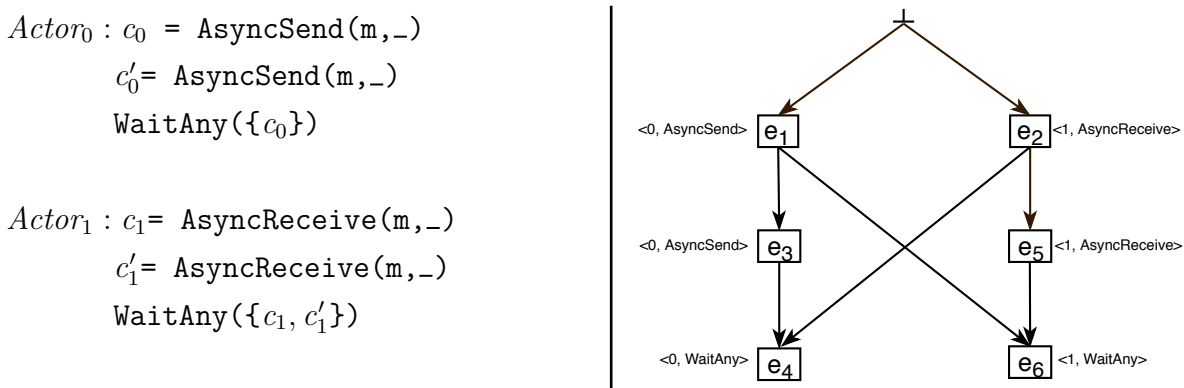 Actor₀ : c₀ = AsyncSend(m,_)
c′₀= AsyncSend(m,_)
WaitAny({c₀})
Actor₁ : c₁= AsyncReceive(m,_)
c′₁= AsyncReceive(m,_)
WaitAny({c₁, c′₁})
⊥
<0, AsyncSend> e₁
e₂ <1, AsyncReceive>
<0, AsyncSend> e₃
e₅ <1, AsyncReceive>
<0, WaitAny> e₄
e₆ <1, WaitAny>